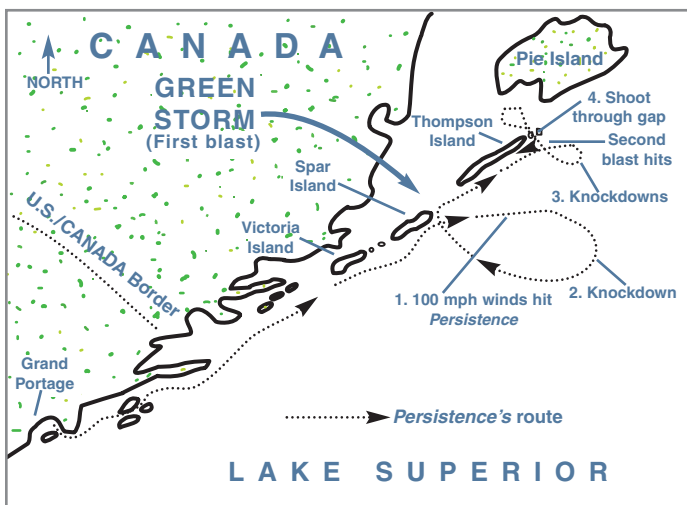 CANADA
NORTH
GREEN
STORM
(First blast)
Pie Island
Thompson
Island
4. Shoot
through gap
Second
blast hits
3. Knockdowns
Spar
Island
Victoria
Island
U.S./CANADA Border
1. 100 mph winds hit
Persistence
2. Knockdown
Grand
Portage
Persistence's route
LAKE SUPERIOR